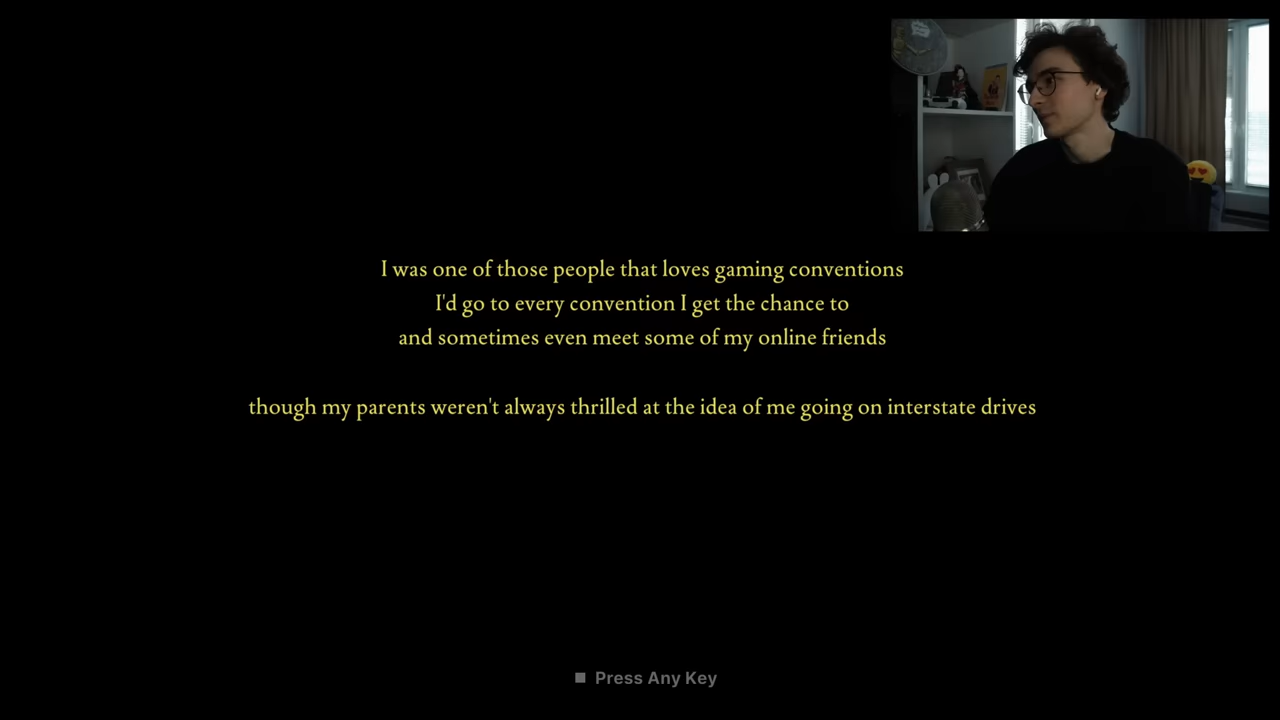 I was one of those people that loves gaming conventions
I'd go to every convention I get the chance to
and sometimes even meet some of my online friends
though my parents weren't always thrilled at the idea of me going on interstate drives
Press Any Key